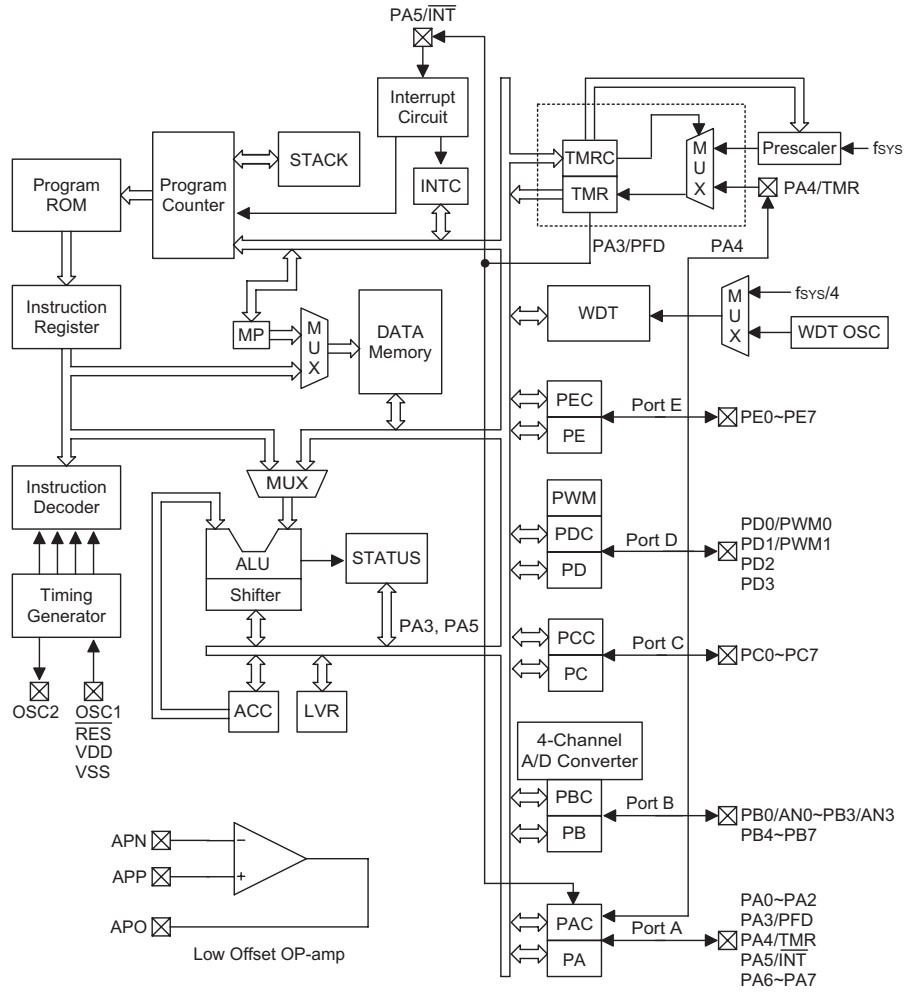 PA5/INT
Interrupt
Circuit
STACK
INTC
Program
ROM
Program
Counter
Instruction
Register
MP
M
U
X
DATA
Memory
MUX
Instruction
Decoder
ALU
Shifter
STATUS
Timing
Generator
PA3, PA5
OSC2
OSC1
RES
VDD
VSS
ACC
LVR
APN
APP
APO
−
+
Low Offset OP-amp
TMRC
TMR
M
U
X
Prescaler
fSYS
PA4/TMR
PA3/PFD
PA4
WDT
M
U
X
fSYS/4
WDT OSC
PEC
PE
Port E
PE0~PE7
PWM
PDC
PD
Port D
PD0/PWM0
PD1/PWM1
PD2
PD3
PCC
PC
Port C
PC0~PC7
4-Channel
A/D Converter
PBC
PB
Port B
PB0/AN0~PB3/AN3
PB4~PB7
PAC
PA
Port A
PA0~PA2
PA3/PFD
PA4/TMR
PA5/INT
PA6~PA7